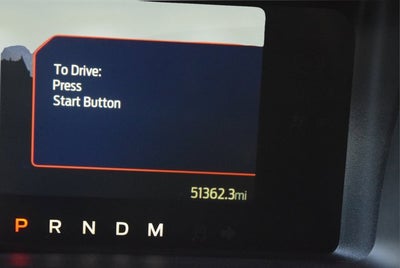 To Drive:
Press
Start Button
51362.3mi
P R N D M